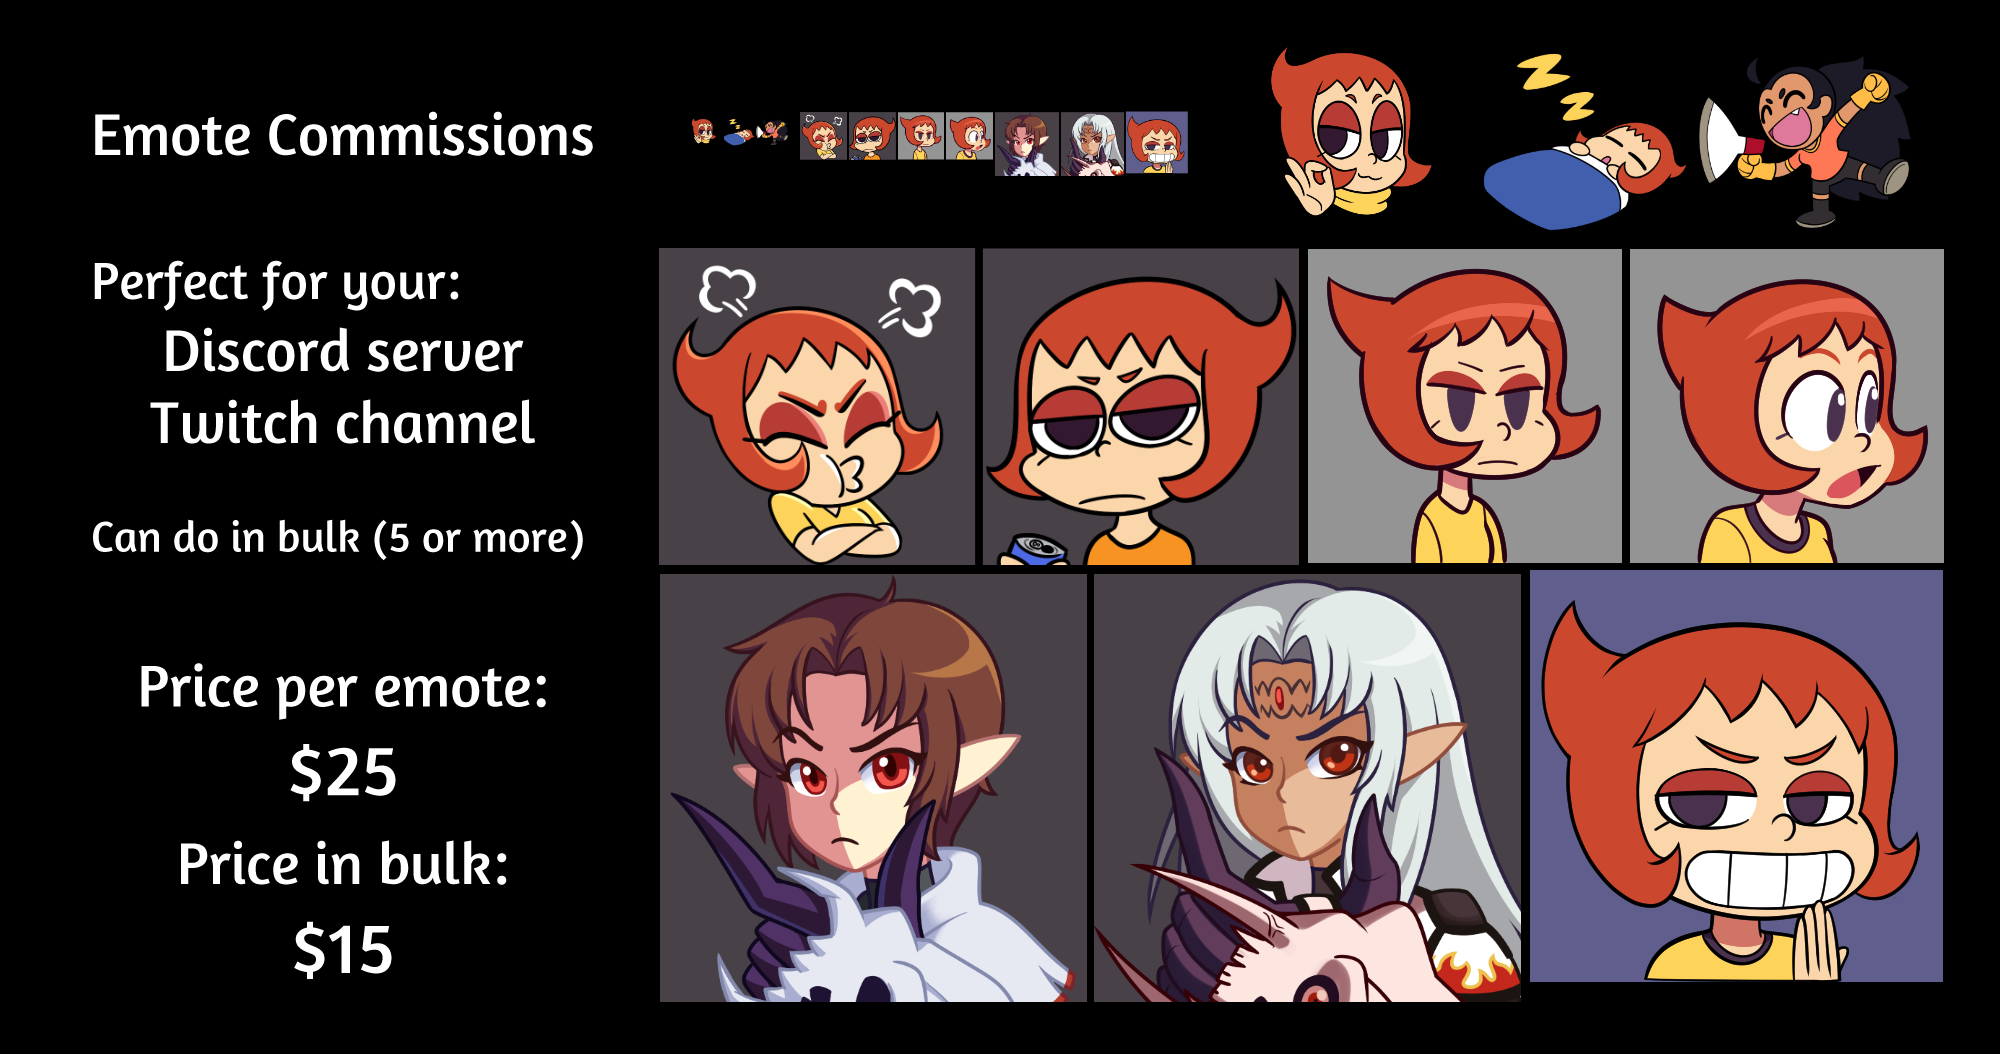 Emote Commissions
Perfect for your:
Discord server
Twitch channel
Can do in bulk (5 or more)
Price per emote:
$25
Price in bulk:
$15